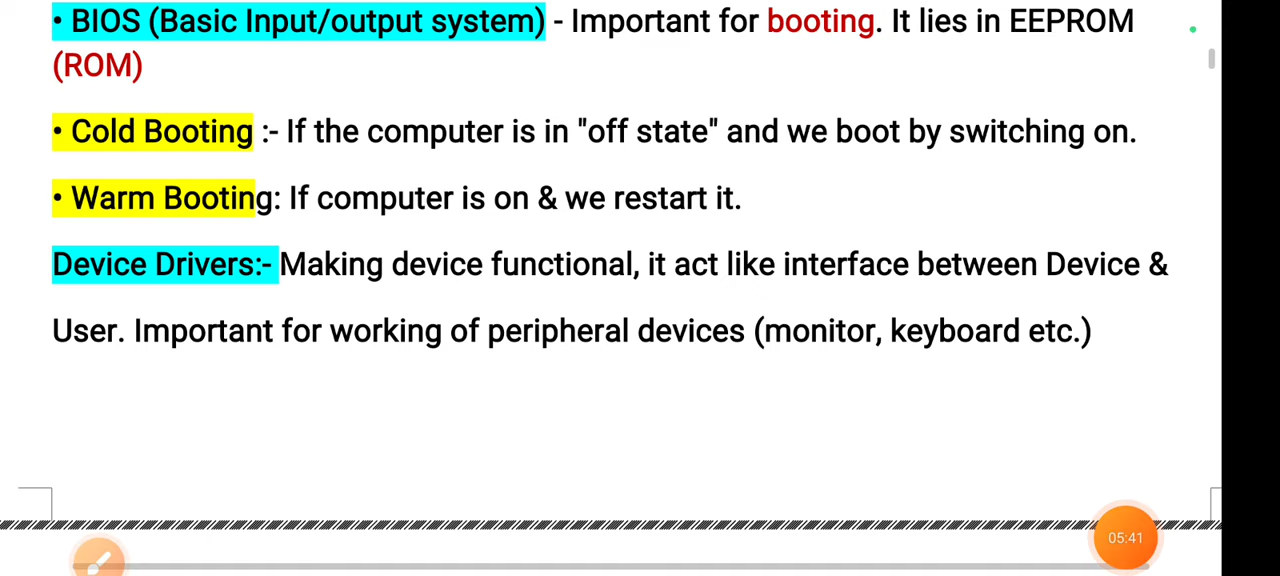 • BIOS (Basic Input/output system) - Important for booting. It lies in EEPROM
(ROM)
• Cold Booting :- If the computer is in "off state" and we boot by switching on.
• Warm Booting: If computer is on & we restart it.
Device Drivers:- Making device functional, it act like interface between Device &
User. Important for working of peripheral devices (monitor, keyboard etc.)
05:41